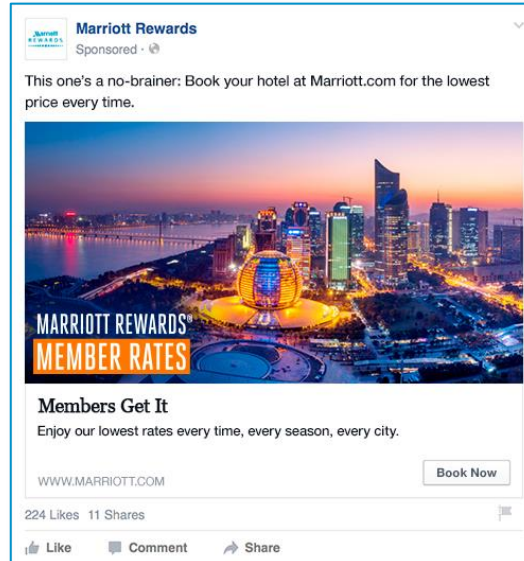 Marriott
REWARDS
Marriott Rewards
Sponsored ·
This one's a no-brainer: Book your hotel at Marriott.com for the lowest
price every time.
MARRIOTT REWARDS®
MEMBER RATES
Members Get It
Enjoy our lowest rates every time, every season, every city.
WWW.MARRIOTT.COM
Book Now
224 Likes 11 Shares
Like Comment Share